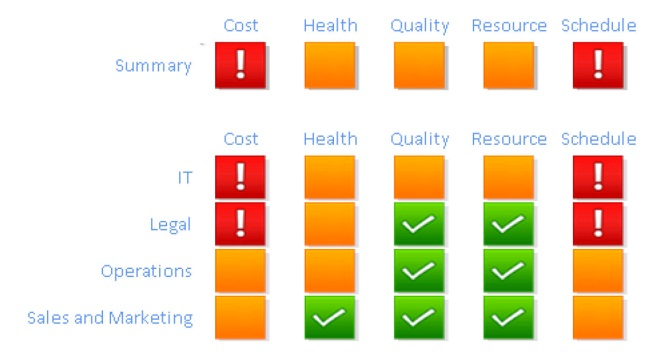 Cost Health Quality Resource Schedule
Summary
Cost Health Quality Resource Schedule
IT
Legal
Operations
Sales and Marketing